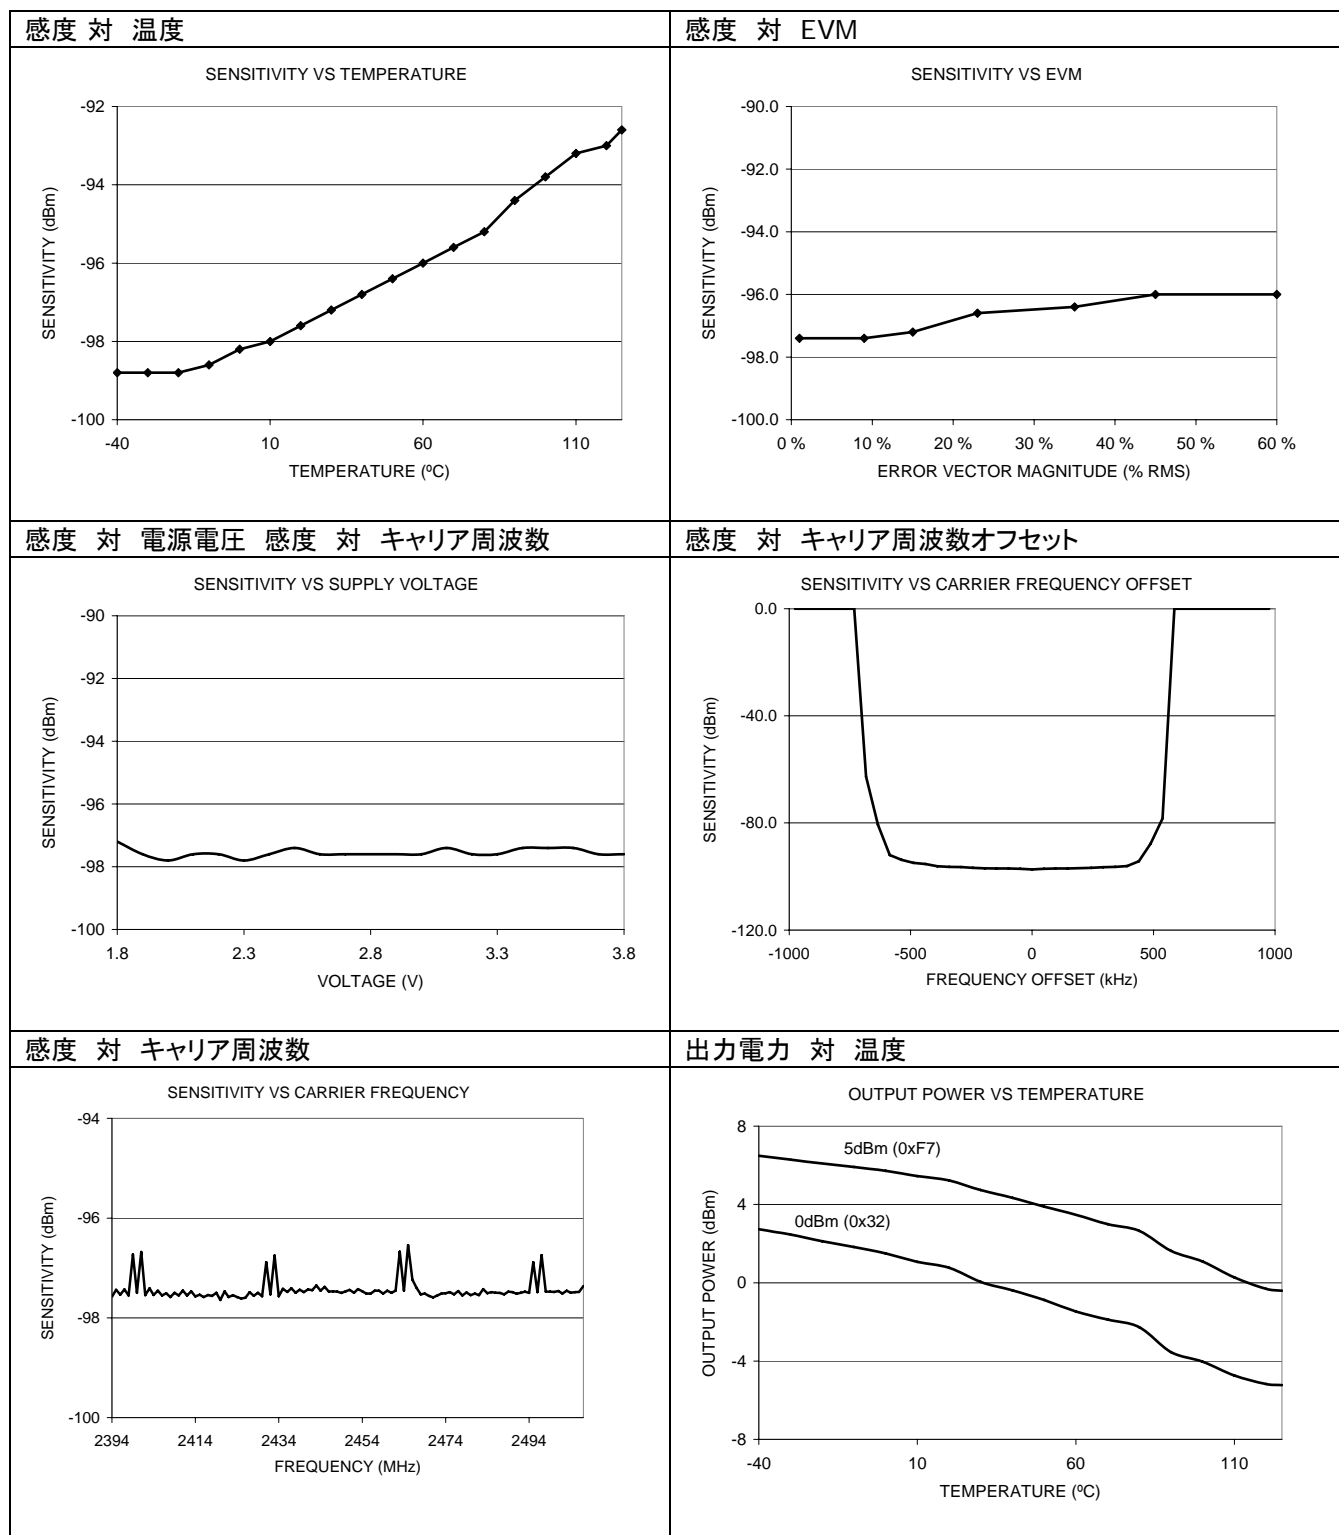 感度 対 温度
SENSITIVITY VS TEMPERATURE
-92
-94
-96
-98
-100
SENSITIVITY (dBm)
-40 10 60 110
TEMPERATURE (ºC)
感度 対 EVM
SENSITIVITY VS EVM
-90.0
-92.0
-94.0
-96.0
-98.0
-100.0
SENSITIVITY (dBm)
0 % 10 % 20 % 30 % 40 % 50 % 60 %
ERROR VECTOR MAGNITUDE (% RMS)
感度 対 電源電圧 感度 対 キャリア周波数
SENSITIVITY VS SUPPLY VOLTAGE
-90
-92
-94
-96
-98
-100
SENSITIVITY (dBm)
1.8 2.3 2.8 3.3 3.8
VOLTAGE (V)
感度 対 キャリア周波数オフセット
SENSITIVITY VS CARRIER FREQUENCY OFFSET
0.0
-40.0
-80.0
-120.0
SENSITIVITY (dBm)
-1000 -500 0 500 1000
FREQUENCY OFFSET (kHz)
感度 対 キャリア周波数
SENSITIVITY VS CARRIER FREQUENCY
-94
-96
-98
-100
SENSITIVITY (dBm)
2394 2414 2434 2454 2474 2494
FREQUENCY (MHz)
出力電力 対 温度
OUTPUT POWER VS TEMPERATURE
8
4
0
-4
-8
OUTPUT POWER (dBm)
5dBm (0xF7)
0dBm (0x32)
-40 10 60 110
TEMPERATURE (ºC)